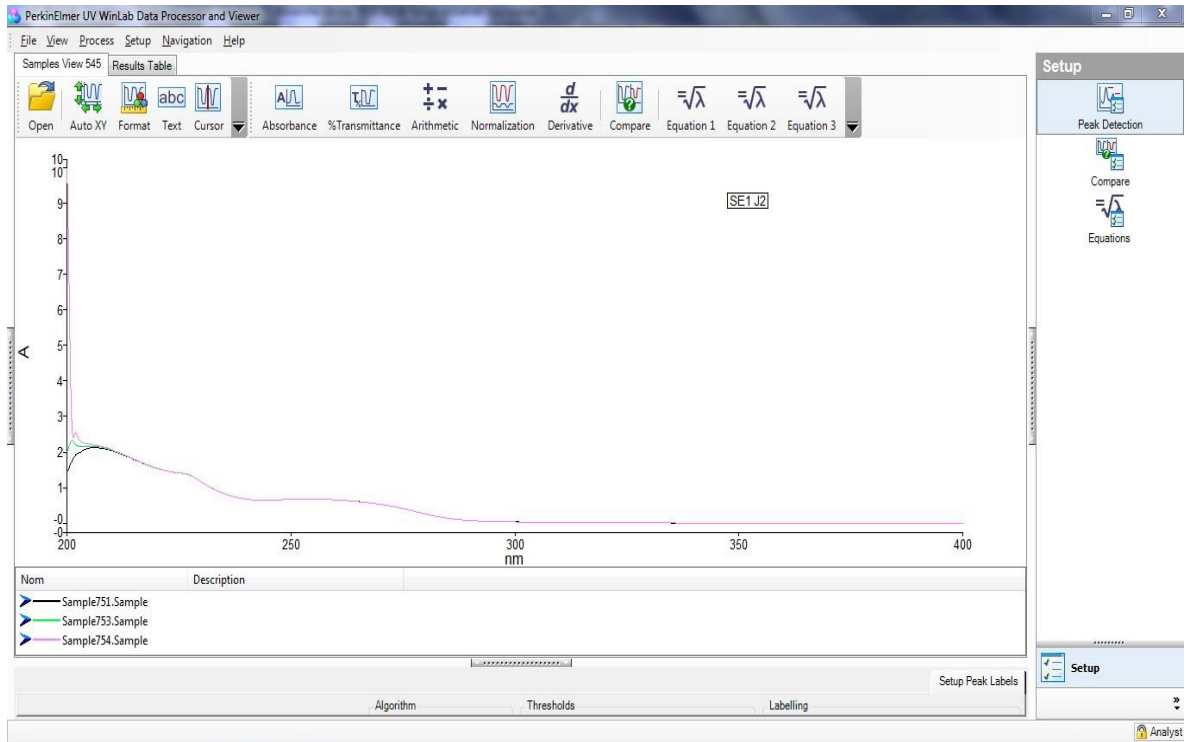 PerkinElmer UV WinLab Data Processor and Viewer
File View Process Setup Navigation Help
Samples View 545 Results Table
Setup
abc A T,
+ − ÷ × d dx =√λ =√λ =√λ
Open Auto XY Format Text Cursor Absorbance %Transmittance Arithmetic Normalization Derivative Compare Equation 1 Equation 2 Equation 3
Peak Detection
Compare
=√λ
Equations
10
10
9
SE1 J2
8
7
6
5
A
4
3
2
1
-0
-0
200 250 300 350 400
nm
Nom Description
Sample751.Sample
Sample753.Sample
Sample754.Sample
Setup
Setup Peak Labels
Algorithm Thresholds Labelling
Analyst